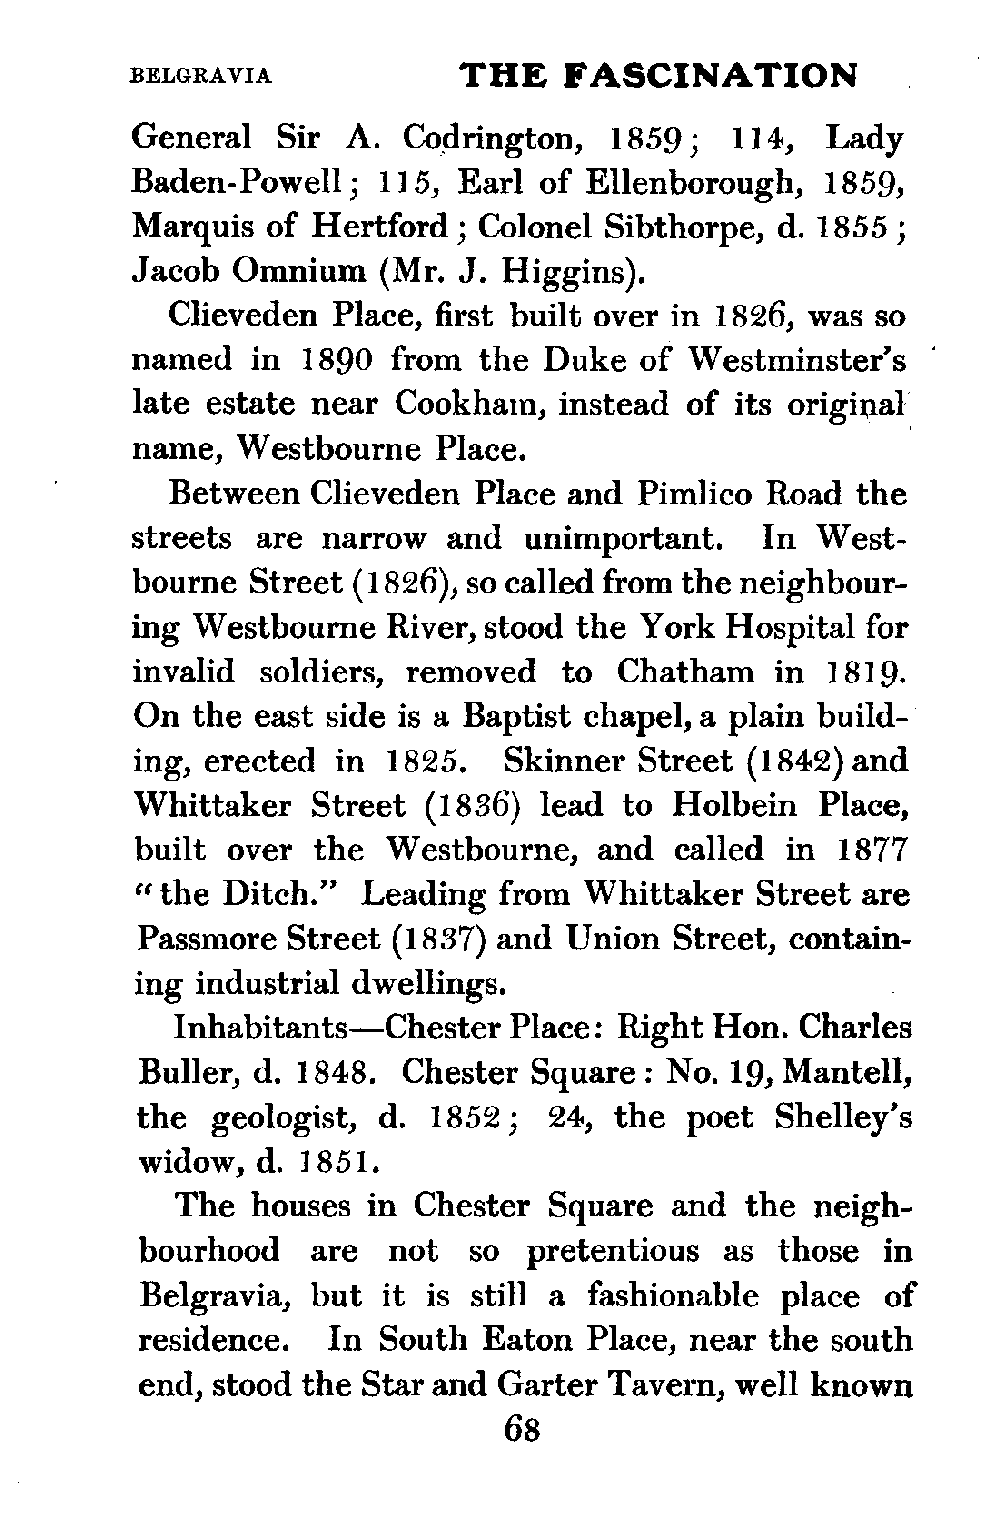 BELGRAVIA THE FASCINATION
General Sir A. Codrington, 1859; 114, Lady
Baden-Powell; 115, Earl of Ellenborough, 1859,
Marquis of Hertford; Colonel Sibthorpe, d. 1855;
Jacob Omnium (Mr. J. Higgins).
Clieveden Place, first built over in 1826, was so
named in 1890 from the Duke of Westminster's
late estate near Cookham, instead of its original
name, Westbourne Place.
Between Clieveden Place and Pimlico Road the
streets are narrow and unimportant. In West-
bourne Street (1826), so called from the neighbour-
ing Westbourne River, stood the York Hospital for
invalid soldiers, removed to Chatham in 1819.
On the east side is a Baptist chapel, a plain build-
ing, erected in 1825. Skinner Street (1842) and
Whittaker Street (1836) lead to Holbein Place,
built over the Westbourne, and called in 1877
"the Ditch." Leading from Whittaker Street are
Passmore Street (1837) and Union Street, contain-
ing industrial dwellings.
Inhabitants—Chester Place: Right Hon. Charles
Buller, d. 1848. Chester Square: No. 19, Mantell,
the geologist, d. 1852; 24, the poet Shelley's
widow, d. 1851.
The houses in Chester Square and the neigh-
bourhood are not so pretentious as those in
Belgravia, but it is still a fashionable place of
residence. In South Eaton Place, near the south
end, stood the Star and Garter Tavern, well known
68